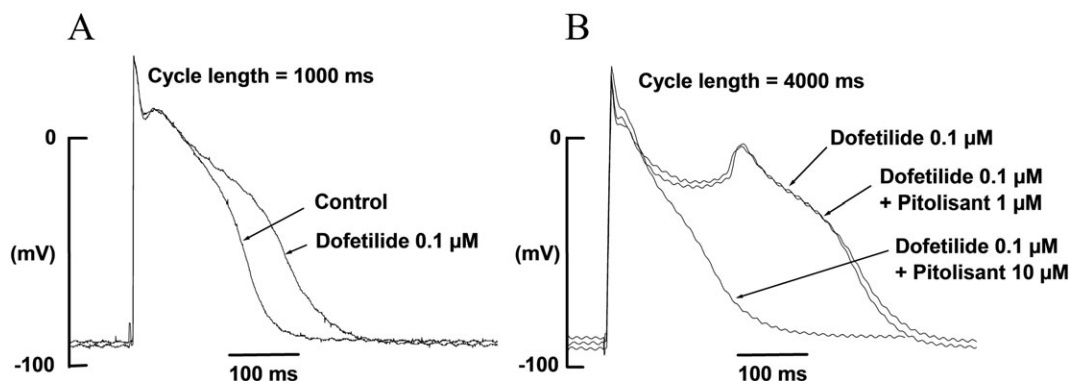 A
Cycle length = 1000 ms
0
Control
Dofetilide 0.1 µM
(mV)
-100
100 ms
B
Cycle length = 4000 ms
0
Dofetilide 0.1 µM
Dofetilide 0.1 µM
+ Pitolisant 1 µM
(mV)
Dofetilide 0.1 µM
+ Pitolisant 10 µM
-100
100 ms